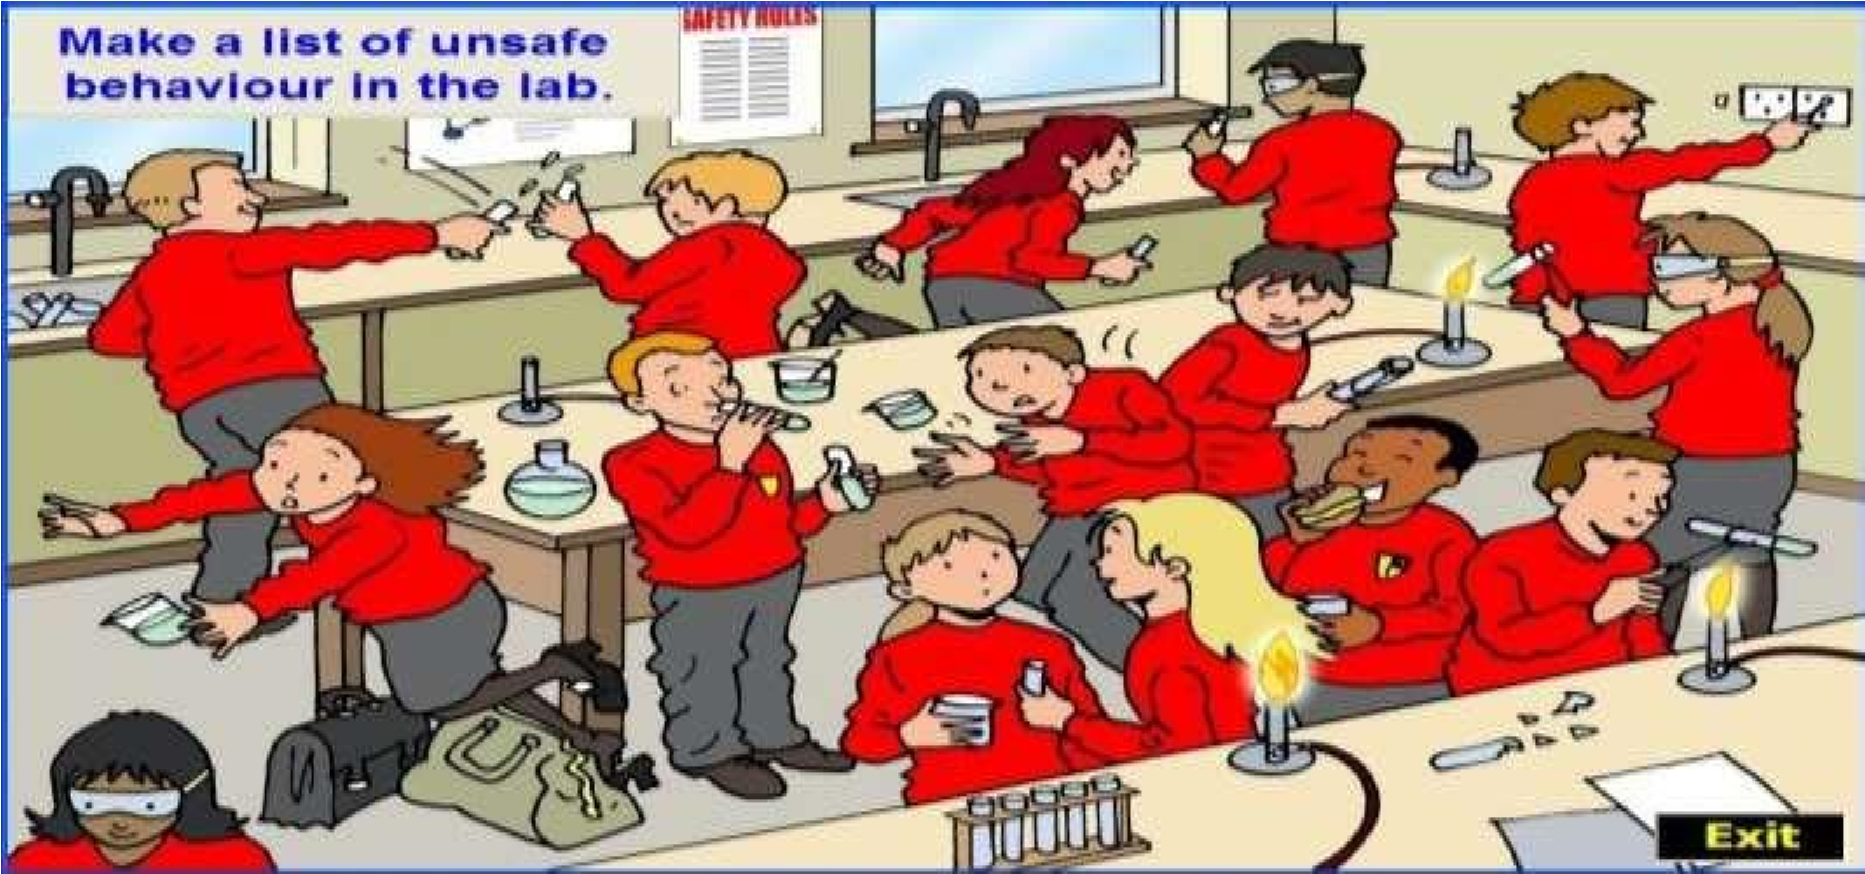 Make a list of unsafe
behaviour in the lab.
SAFETY RULES
Exit